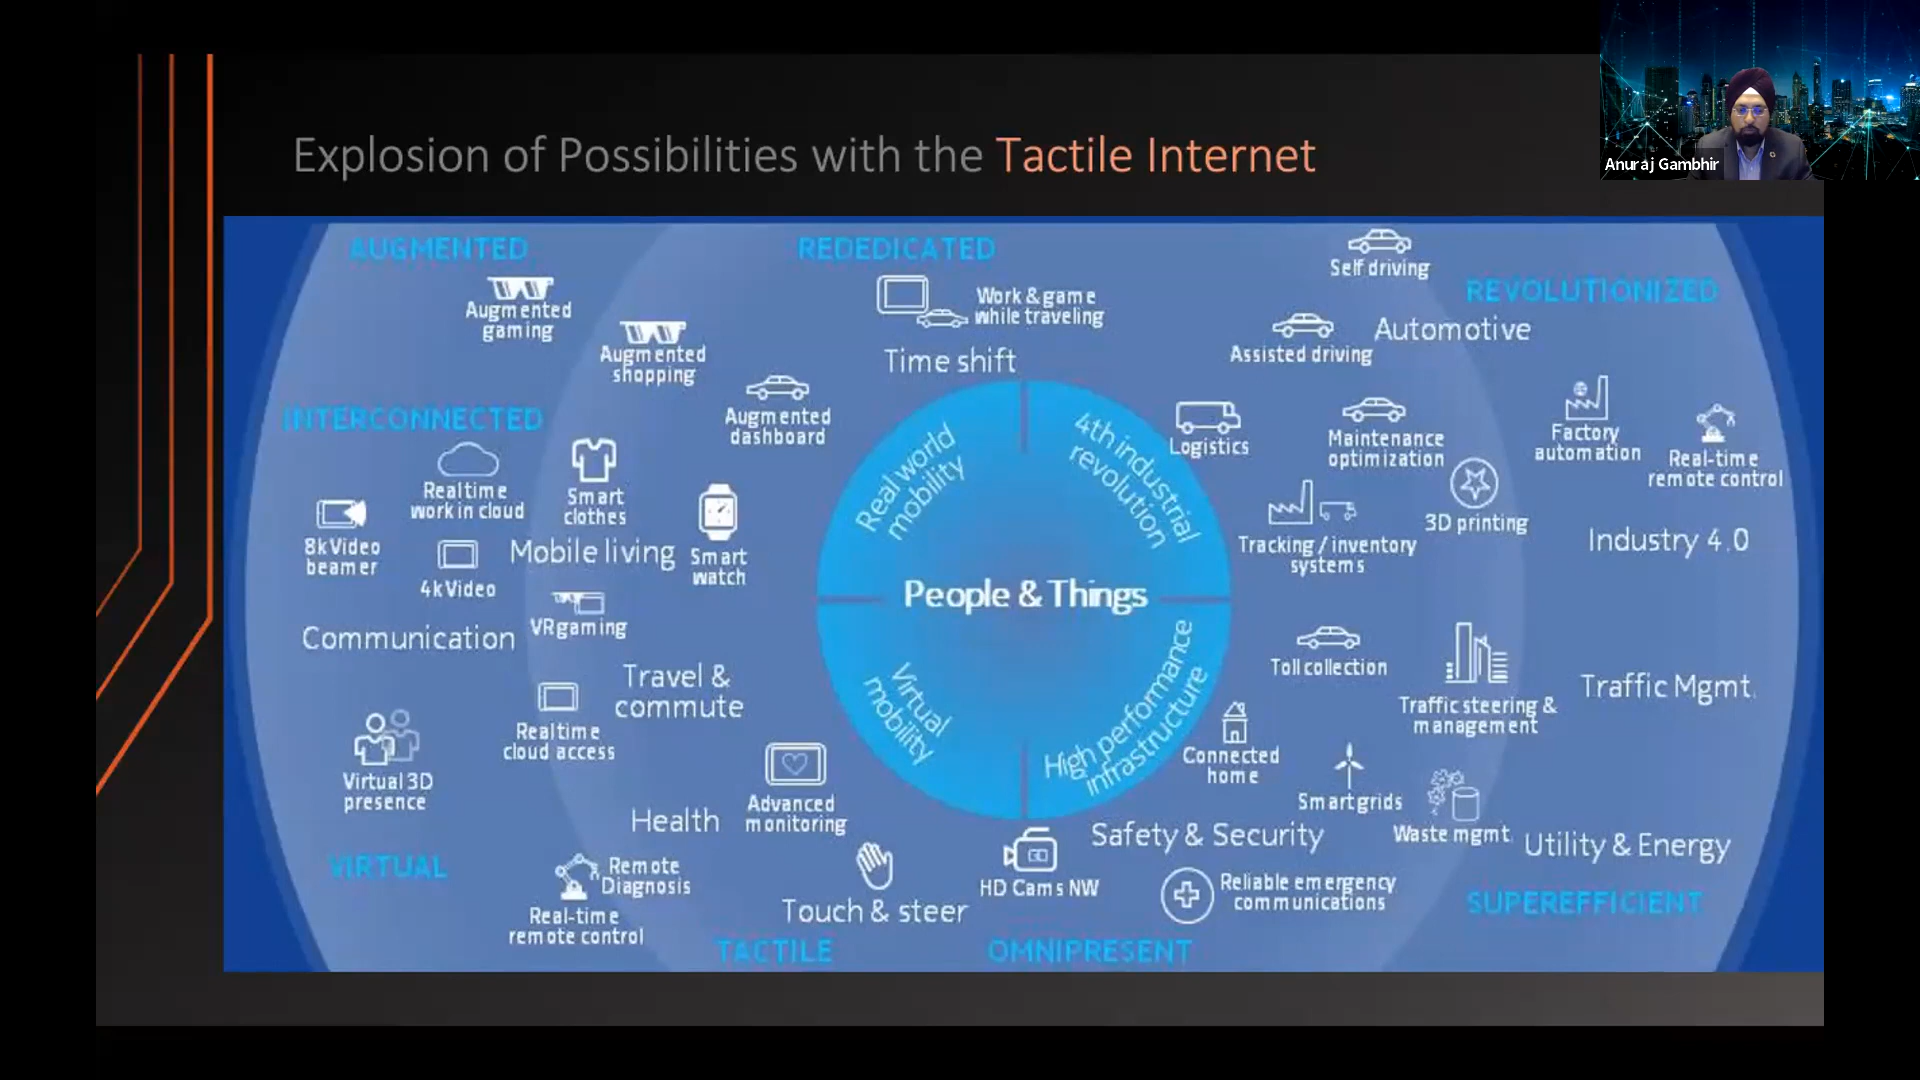 Anuraj Gambhir
Explosion of Possibilities with the Tactile Internet
AUGMENTED
Augmented
gaming
Augmented
shopping
Augmented
dashboard
REDEDICATED
Work & game
while traveling
Time shift
Self driving
REVOLUTIONIZED
Automotive
Assisted driving
Logistics
Maintenance
optimization
Factory
automation
Real-time
remote control
3D printing
Tracking / inventory
systems
Industry 4.0
INTERCONNECTED
Realtime
work in cloud
Smart
clothes
8k Video
beamer
4k Video
Mobile living
Smart
watch
VR gaming
Communication
Real world
mobility
4th industrial
revolution
People & Things
Virtual
mobility
High performance
infrastructure
Travel &
commute
Realtime
cloud access
Virtual 3D
presence
Health
Advanced
monitoring
VIRTUAL
Remote
Diagnosis
Real-time
remote control
Touch & steer
TACTILE
Toll collection
Traffic steering &
management
Traffic Mgmt.
Connected
home
Smart grids
Waste mgmt.
Utility & Energy
Safety & Security
HD Cams NW
Reliable emergency
communications
SUPEREFFICIENT
OMNIPRESENT